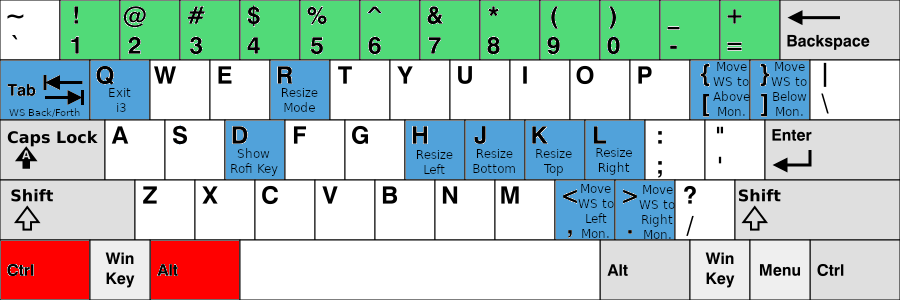 ~ ! @ # $ % ^ & * ( ) _ +
` 1 2 3 4 5 6 7 8 9 0 - = Backspace
Tab
WS Back/Forth
Q
Exit
i3
W E
R
Resize
Mode
T Y U I O P
{ Move
WS to
[ Above
Mon.
} Move
WS to
] Below
Mon.
|
\
Caps Lock
A
A S
D
Show
Rofi Key
F G
H
Resize
Left
J
Resize
Bottom
K
Resize
Top
L
Resize
Right
:
;
"
'
Enter
Shift
Z X C V B N M
< Move
WS to
Left
, Mon.
> Move
WS to
Right
. Mon.
?
/
Shift
Ctrl
Win
Key
Alt
Alt
Win
Key
Menu
Ctrl